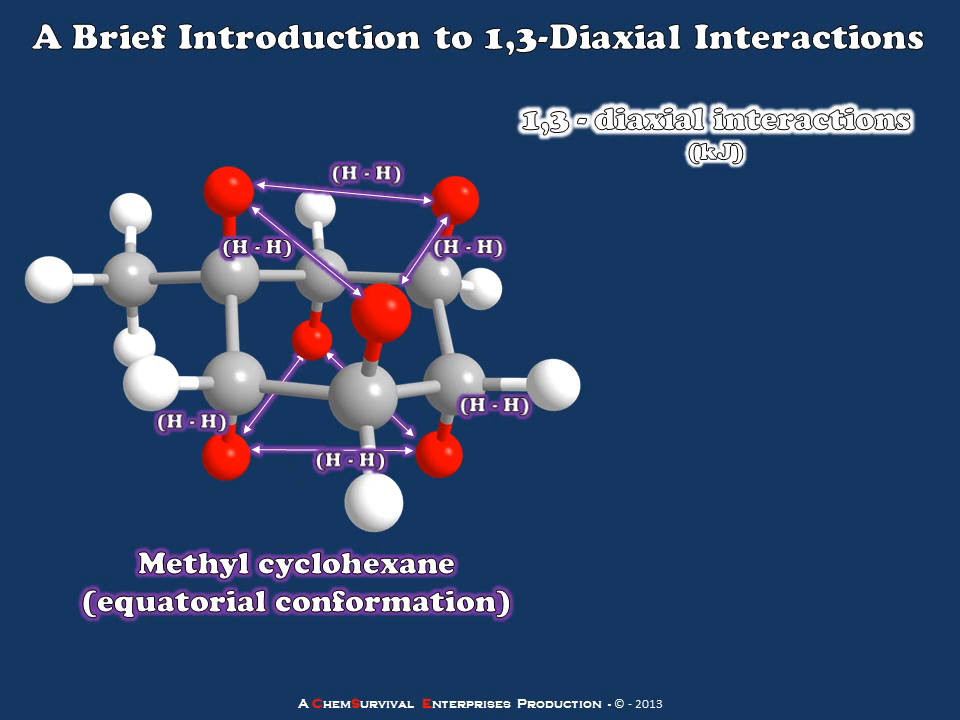 A Brief Introduction to 1,3-Diaxial Interactions
1,3 - diaxial interactions
(kJ)
(H - H)
(H - H)
(H - H)
(H - H)
(H - H)
(H - H)
Methyl cyclohexane
(equatorial conformation)
A ChemSurvival Enterprises Production - © - 2013